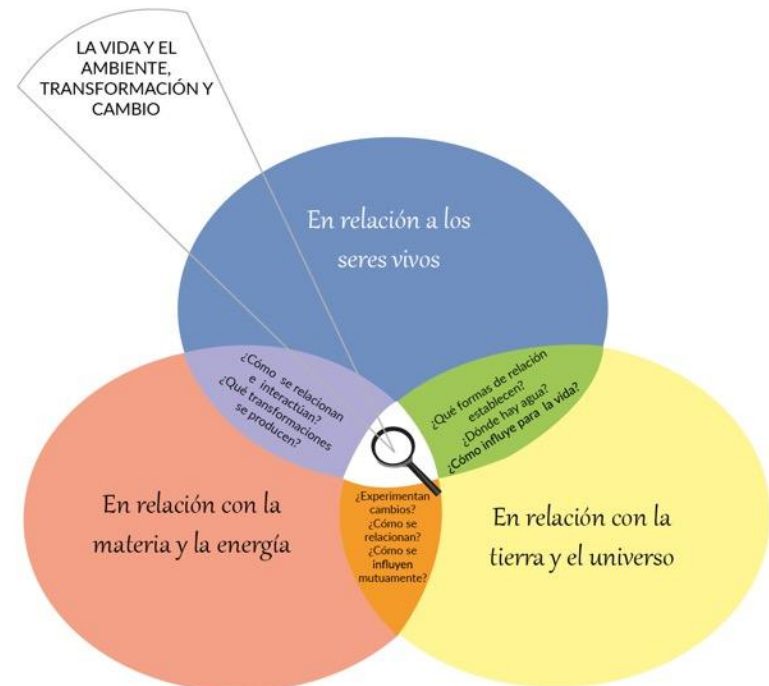 LA VIDA Y EL
AMBIENTE,
TRANSFORMACIÓN Y
CAMBIO
En relación a los
seres vivos
¿Cómo se relacionan
e interactúan?
¿Qué transformaciones
se producen?
¿Qué formas de relación
establecen?
¿Dónde hay agua?
¿Cómo influye para la vida?
En relación con la
materia y la energía
¿Experimentan
cambios?
¿Cómo se
relacionan?
¿Cómo se
influyen
mutuamente?
En relación con la
tierra y el universo